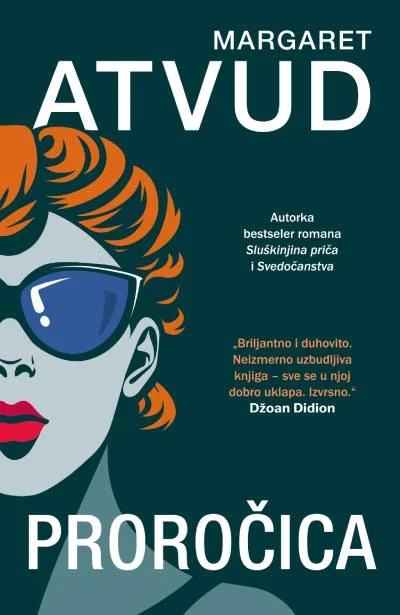 MARGARET
ATVUD
Autorka
bestseler romana
Sluškinjina priča
i Svedočanstva
„Briljantno i duhovito.
Neizmerno uzbudljiva
knjiga – sve se u njoj
dobro uklapa. Izvrsno.“
Džoan Didion
PROROČICA